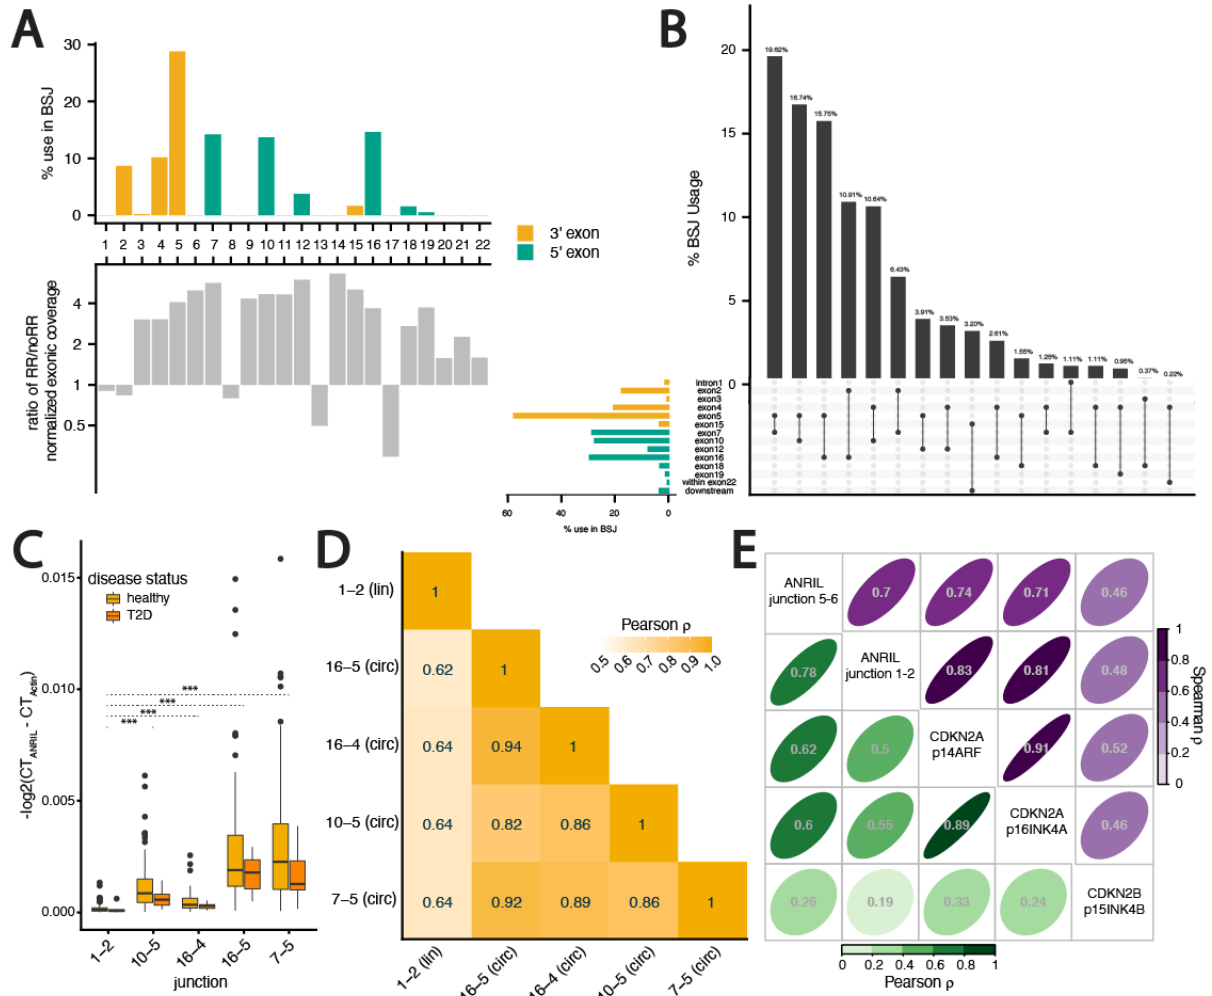 A
% use in BSJ
30
20
10
0
1 2 3 4 5 6 7 8 9 10 11 12 13 14 15 16 17 18 19 20 21 22
3' exon
5' exon
ratio of RR/noRR
normalized exonic coverage
4
2
1
0.5
60 40 20 0
% use in BSJ
B
% BSJ Usage
20
15
10
5
0
19.62%
16.74%
15.75%
10.91%
10.64%
6.43%
3.91%
3.53%
3.20%
2.61%
1.55%
1.25%
1.11%
1.11%
0.95%
0.37%
0.22%
intron1
exon2
exon3
exon4
exon5
exon15
exon7
exon10
exon12
exon16
exon18
exon19
within exon22
downstream
C
-log2(CT_ANRIL - CT_Actin)
0.015
0.010
0.005
0.000
disease status
healthy
T2D
***
***
***
***
1–2 10–5 16–4 16–5 7–5
junction
D
Pearson ρ
0.5 0.6 0.7 0.8 0.9 1.0
1–2 (lin) 1
16–5 (circ) 0.62 1
16–4 (circ) 0.64 0.94 1
10–5 (circ) 0.64 0.82 0.86 1
7–5 (circ) 0.64 0.92 0.89 0.86 1
1–2 (lin) 16–5 (circ) 16–4 (circ) 10–5 (circ) 7–5 (circ)
E
ANRIL
junction 5-6
0.7 0.74 0.71 0.46
0.78
ANRIL
junction 1-2
0.83 0.81 0.48
0.62 0.5
CDKN2A
p14ARF
0.91 0.52
0.6 0.55 0.89
CDKN2A
p16INK4A
0.46
0.26 0.19 0.33 0.24
CDKN2B
p15INK4B
1
0.8
0.6
0.4
0.2
0
Spearman ρ
0 0.2 0.4 0.6 0.8 1
Pearson ρ